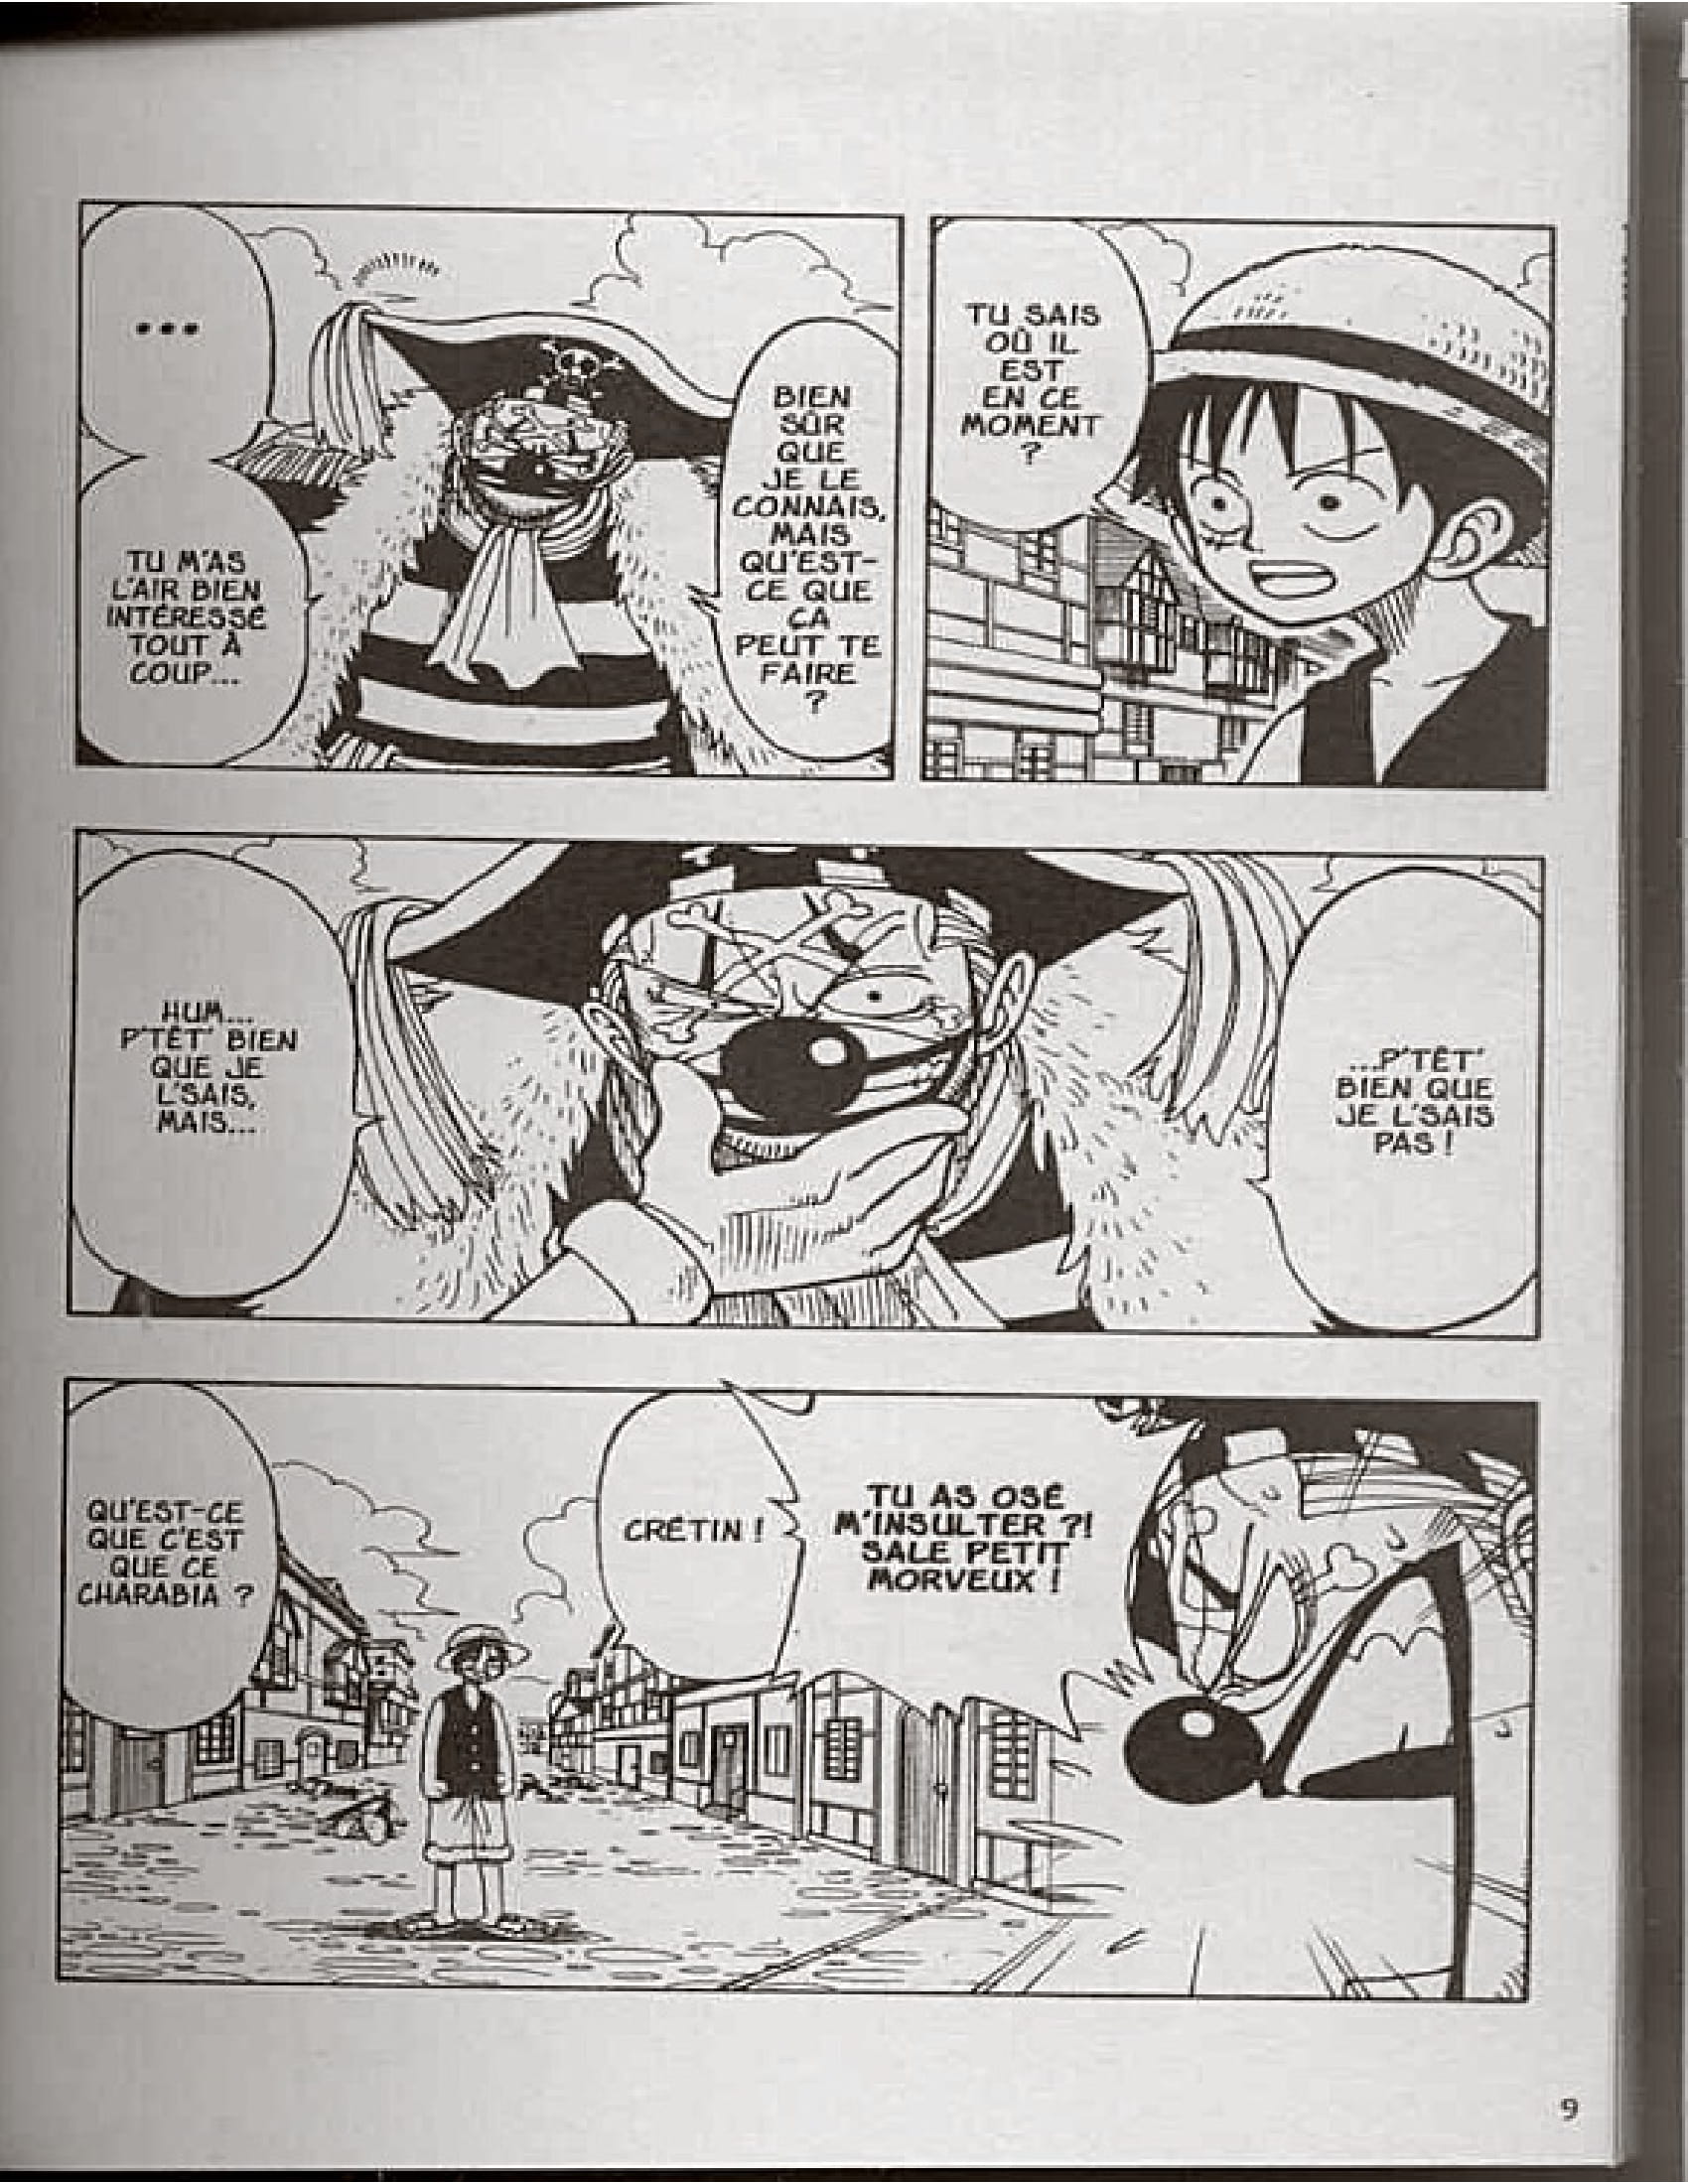 TU SAIS
OÙ IL
EST
EN CE
MOMENT
?
BIEN
SÛR
QUE
JE LE
CONNAIS,
MAIS
QU'EST-
CE QUE
ÇA
PEUT TE
FAIRE
?
...
TU M'AS
L'AIR BIEN
INTÉRESSÉ
TOUT À
COUP...
...P'TÊT'
BIEN QUE
JE L'SAIS
PAS !
HUM...
P'TÊT' BIEN
QUE JE
L'SAIS,
MAIS...
TU AS OSÉ
M'INSULTER ?!
SALE PETIT
MORVEUX !
CRÉTIN !
QU'EST-CE
QUE C'EST
QUE CE
CHARABIA ?
9